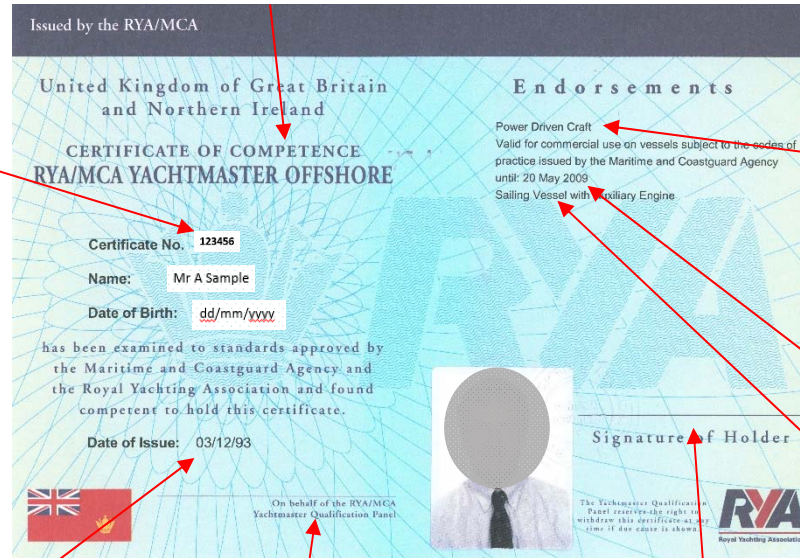 Issued by the RYA/MCA
United Kingdom of Great Britain
and Northern Ireland
CERTIFICATE OF COMPETENCE
RYA/MCA YACHTMASTER OFFSHORE
Certificate No. 123456
Name: Mr A Sample
Date of Birth: dd/mm/yyyy
has been examined to standards approved by
the Maritime and Coastguard Agency and
the Royal Yachting Association and found
competent to hold this certificate.
Date of Issue: 03/12/93
On behalf of the RYA/MCA
Yachtmaster Qualification Panel
Endorsements
Power Driven Craft
Valid for commercial use on vessels subject to the codes of
practice issued by the Maritime and Coastguard Agency
until: 20 May 2009
Sailing Vessel with Auxiliary Engine
RYA
Signature of Holder
The Yachtmaster Qualification
Panel reserves the right to
withdraw this certificate at any
time if due cause is shown.
RYA
Royal Yachting Association